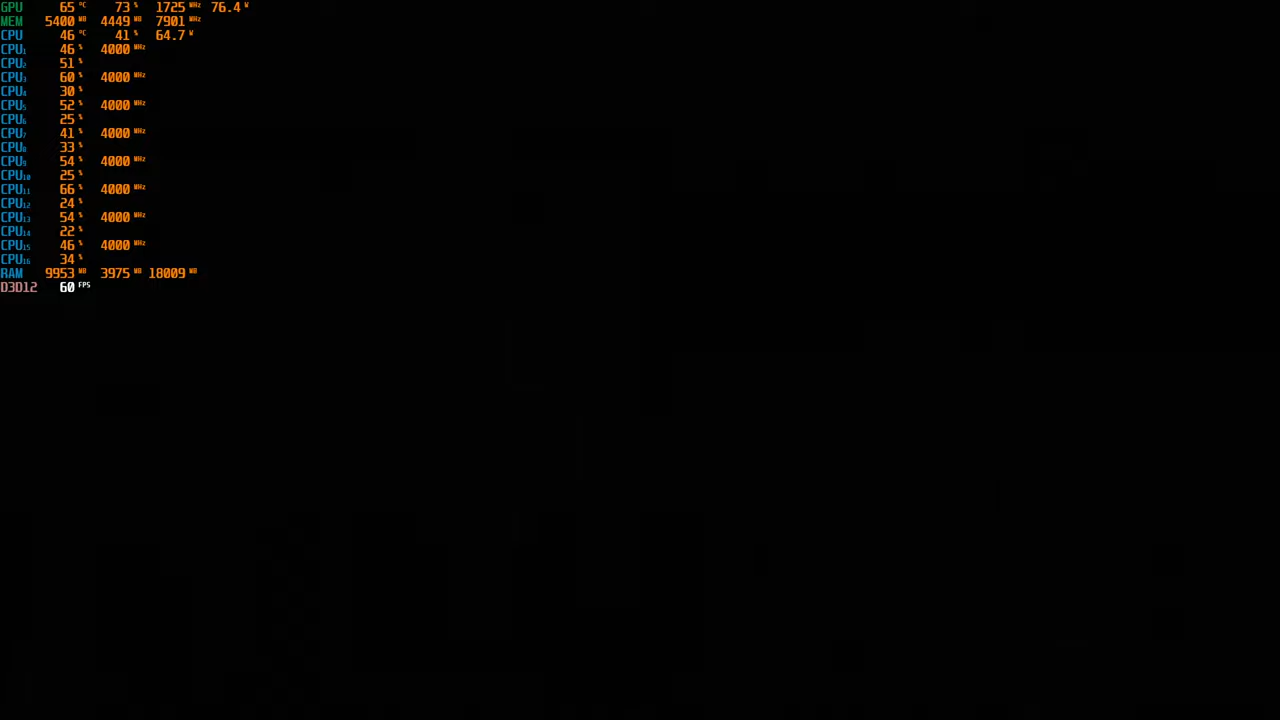 GPU 65 °C 73 % 1725 MHz 76.4 W
MEM 5400 MB 4449 MB 7901 MHz
CPU 46 °C 41 % 64.7 W
CPU1 46 % 4000 MHz
CPU2 51 %
CPU3 60 % 4000 MHz
CPU4 30 %
CPU5 52 % 4000 MHz
CPU6 25 %
CPU7 41 % 4000 MHz
CPU8 33 %
CPU9 54 % 4000 MHz
CPU10 25 %
CPU11 66 % 4000 MHz
CPU12 24 %
CPU13 54 % 4000 MHz
CPU14 22 %
CPU15 46 % 4000 MHz
CPU16 34 %
RAM 9953 MB 3975 MB 18009 MB
D3D12 60 FPS